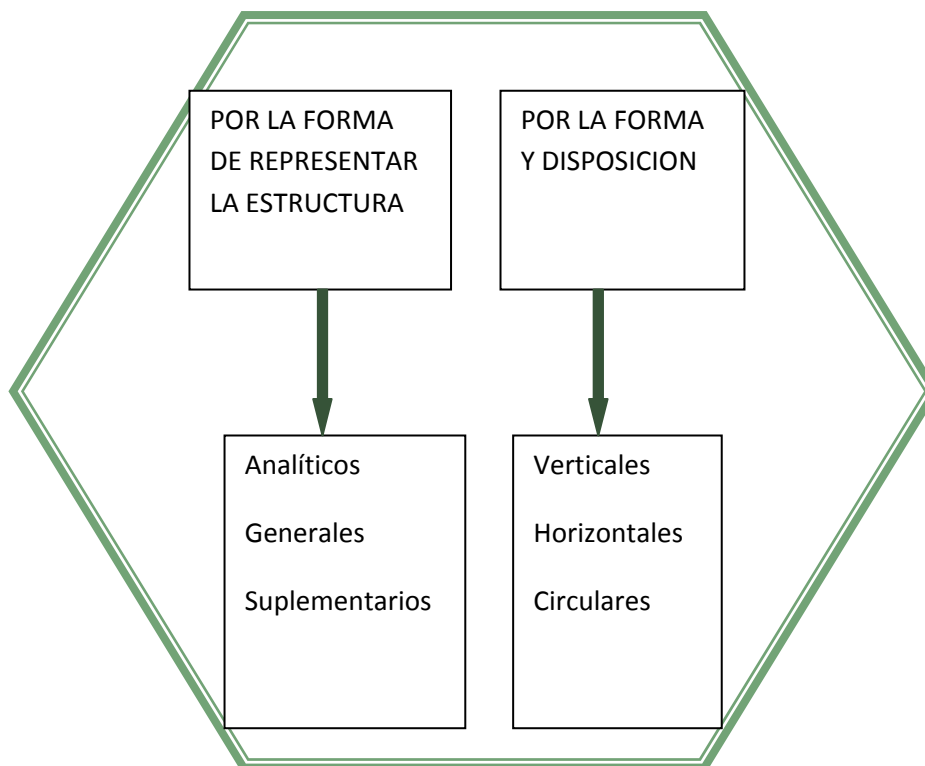 POR LA FORMA
DE REPRESENTAR
LA ESTRUCTURA
POR LA FORMA
Y DISPOSICION
Analíticos
Generales
Suplementarios
Verticales
Horizontales
Circulares